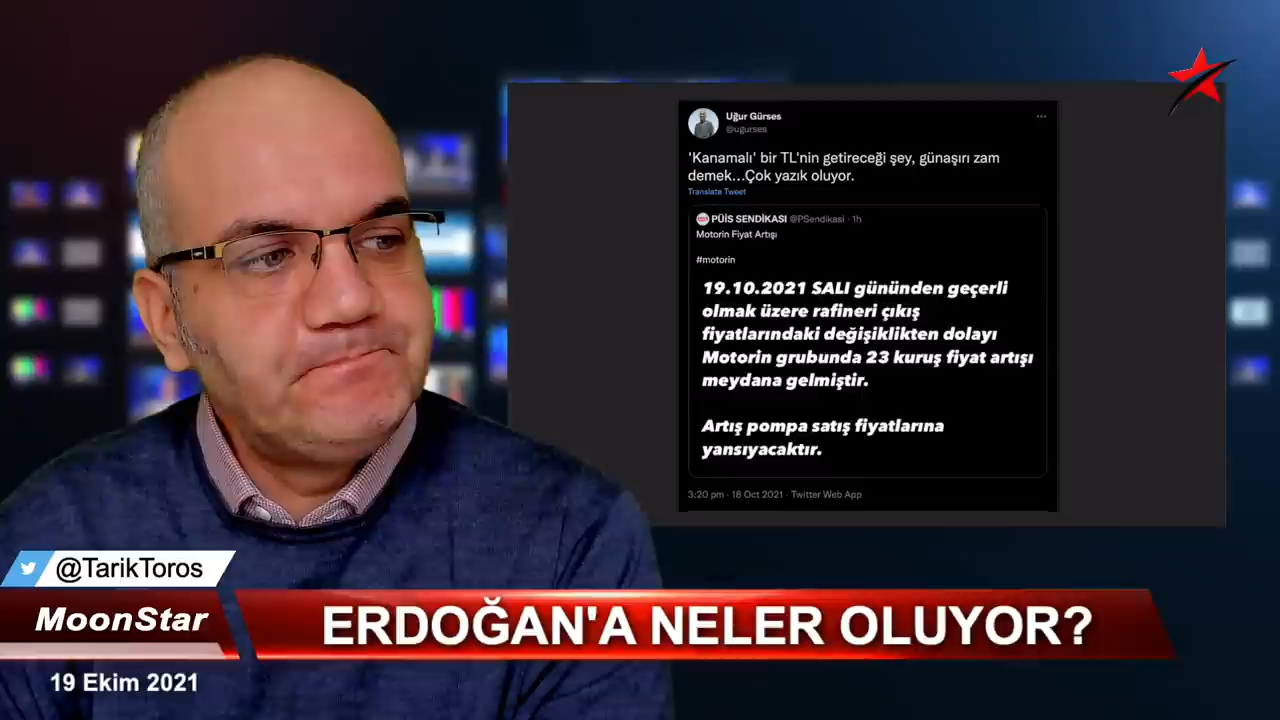 Uğur Gürses
@ugurses
'Kanamalı' bir TL'nin getireceği şey, günaşırı zam
demek...Çok yazık oluyor.
Translate Tweet
PÜİS SENDİKASI @PSendikasi · 1h
Motorin Fiyat Artışı
#motorin
19.10.2021 SALI gününden geçerli
olmak üzere rafineri çıkış
fiyatlarındaki değişiklikten dolayı
Motorin grubunda 23 kuruş fiyat artışı
meydana gelmiştir.
Artış pompa satış fiyatlarına
yansıyacaktır.
3:20 pm · 18 Oct 2021 · Twitter Web App
@TarikToros
MoonStar
ERDOĞAN'A NELER OLUYOR?
19 Ekim 2021